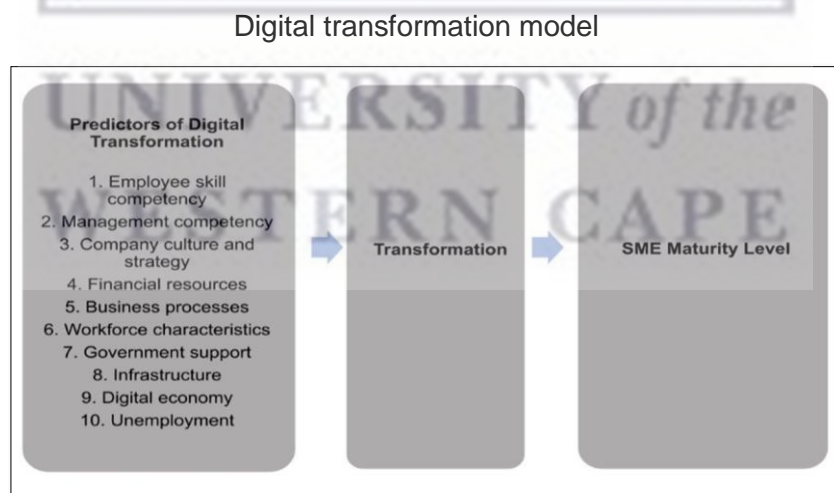 Digital transformation model
UNIVERSITY of the
WESTERN CAPE
Predictors of Digital
Transformation
1. Employee skill
competency
2. Management competency
3. Company culture and
strategy
4. Financial resources
5. Business processes
6. Workforce characteristics
7. Government support
8. Infrastructure
9. Digital economy
10. Unemployment
Transformation
SME Maturity Level